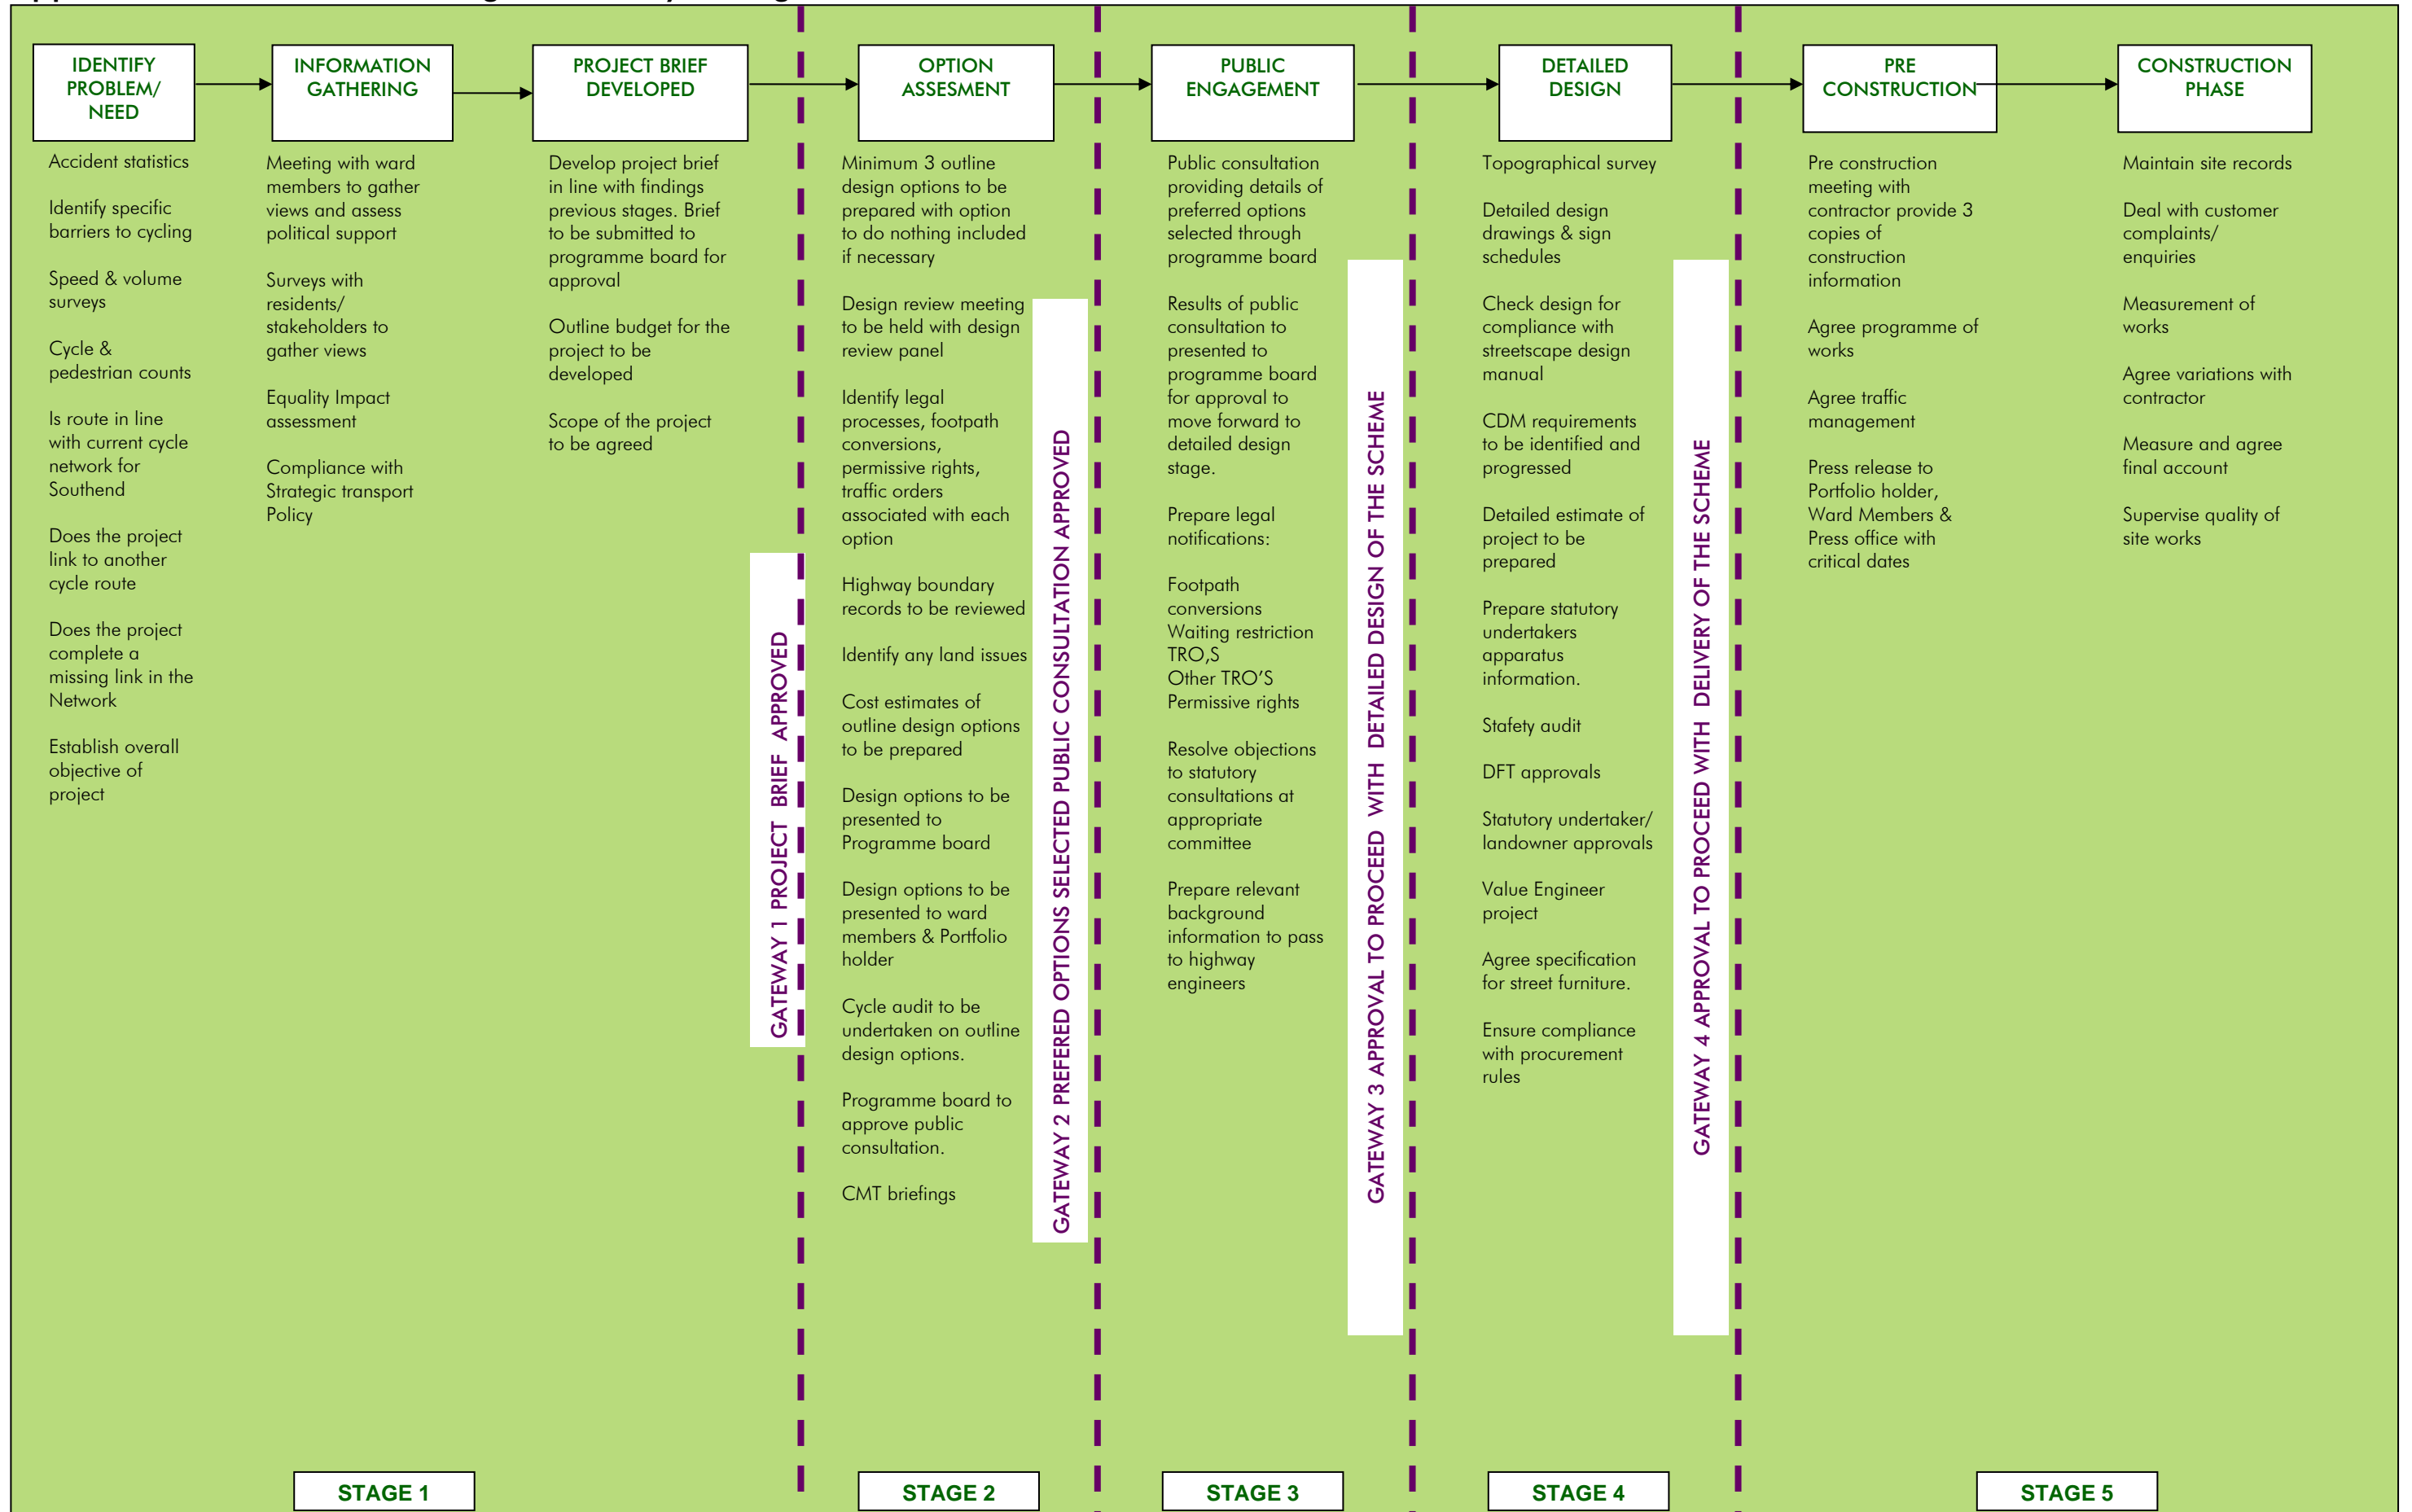 IDENTIFY
PROBLEM/
NEED
INFORMATION
GATHERING
PROJECT BRIEF
DEVELOPED
OPTION
ASSESMENT
PUBLIC
ENGAGEMENT
DETAILED
DESIGN
PRE
CONSTRUCTION
CONSTRUCTION
PHASE
Accident statistics
Identify specific
barriers to cycling
Speed & volume
surveys
Cycle &
pedestrian counts
Is route in line
with current cycle
network for
Southend
Does the project
link to another
cycle route
Does the project
complete a
missing link in the
Network
Establish overall
objective of
project
Meeting with ward
members to gather
views and assess
political support
Surveys with
residents/
stakeholders to
gather views
Equality Impact
assessment
Compliance with
Strategic transport
Policy
Develop project brief
in line with findings
previous stages. Brief
to be submitted to
programme board for
approval
Outline budget for the
project to be
developed
Scope of the project
to be agreed
GATEWAY 1 PROJECT BRIEF APPROVED
Minimum 3 outline
design options to be
prepared with option
to do nothing included
if necessary
Design review meeting
to be held with design
review panel
Identify legal
processes, footpath
conversions,
permissive rights,
traffic orders
associated with each
option
Highway boundary
records to be reviewed
Identify any land issues
Cost estimates of
outline design options
to be prepared
Design options to be
presented to
Programme board
Design options to be
presented to ward
members & Portfolio
holder
Cycle audit to be
undertaken on outline
design options.
Programme board to
approve public
consultation.
CMT briefings
GATEWAY 2 PREFERRED OPTIONS SELECTED PUBLIC CONSULTATION APPROVED
Public consultation
providing details of
preferred options
selected through
programme board
Results of public
consultation to
presented to
programme board
for approval to
move forward to
detailed design
stage.
Prepare legal
notifications:
Footpath
conversions
Waiting restriction
TRO,S
Other TRO'S
Permissive rights
Resolve objections
to statutory
consultations at
appropriate
committee
Prepare relevant
background
information to pass
to highway
engineers
GATEWAY 3 APPROVAL TO PROCEED WITH DETAILED DESIGN OF THE SCHEME
Topographical survey
Detailed design
drawings & sign
schedules
Check design for
compliance with
streetscape design
manual
CDM requirements
to be identified and
progressed
Detailed estimate of
project to be
prepared
Prepare statutory
undertakers
apparatus
information.
Stafety audit
DFT approvals
Statutory undertaker/
landowner approvals
Value Engineer
project
Agree specification
for street furniture.
Ensure compliance
with procurement
rules
GATEWAY 4 APPROVAL TO PROCEED WITH DELIVERY OF THE SCHEME
Pre construction
meeting with
contractor provide 3
copies of
construction
information
Agree programme of
works
Agree traffic
management
Press release to
Portfolio holder,
Ward Members &
Press office with
critical dates
Maintain site records
Deal with customer
complaints/
enquiries
Measurement of
works
Agree variations with
contractor
Measure and agree
final account
Supervise quality of
site works
STAGE 1
STAGE 2
STAGE 3
STAGE 4
STAGE 5